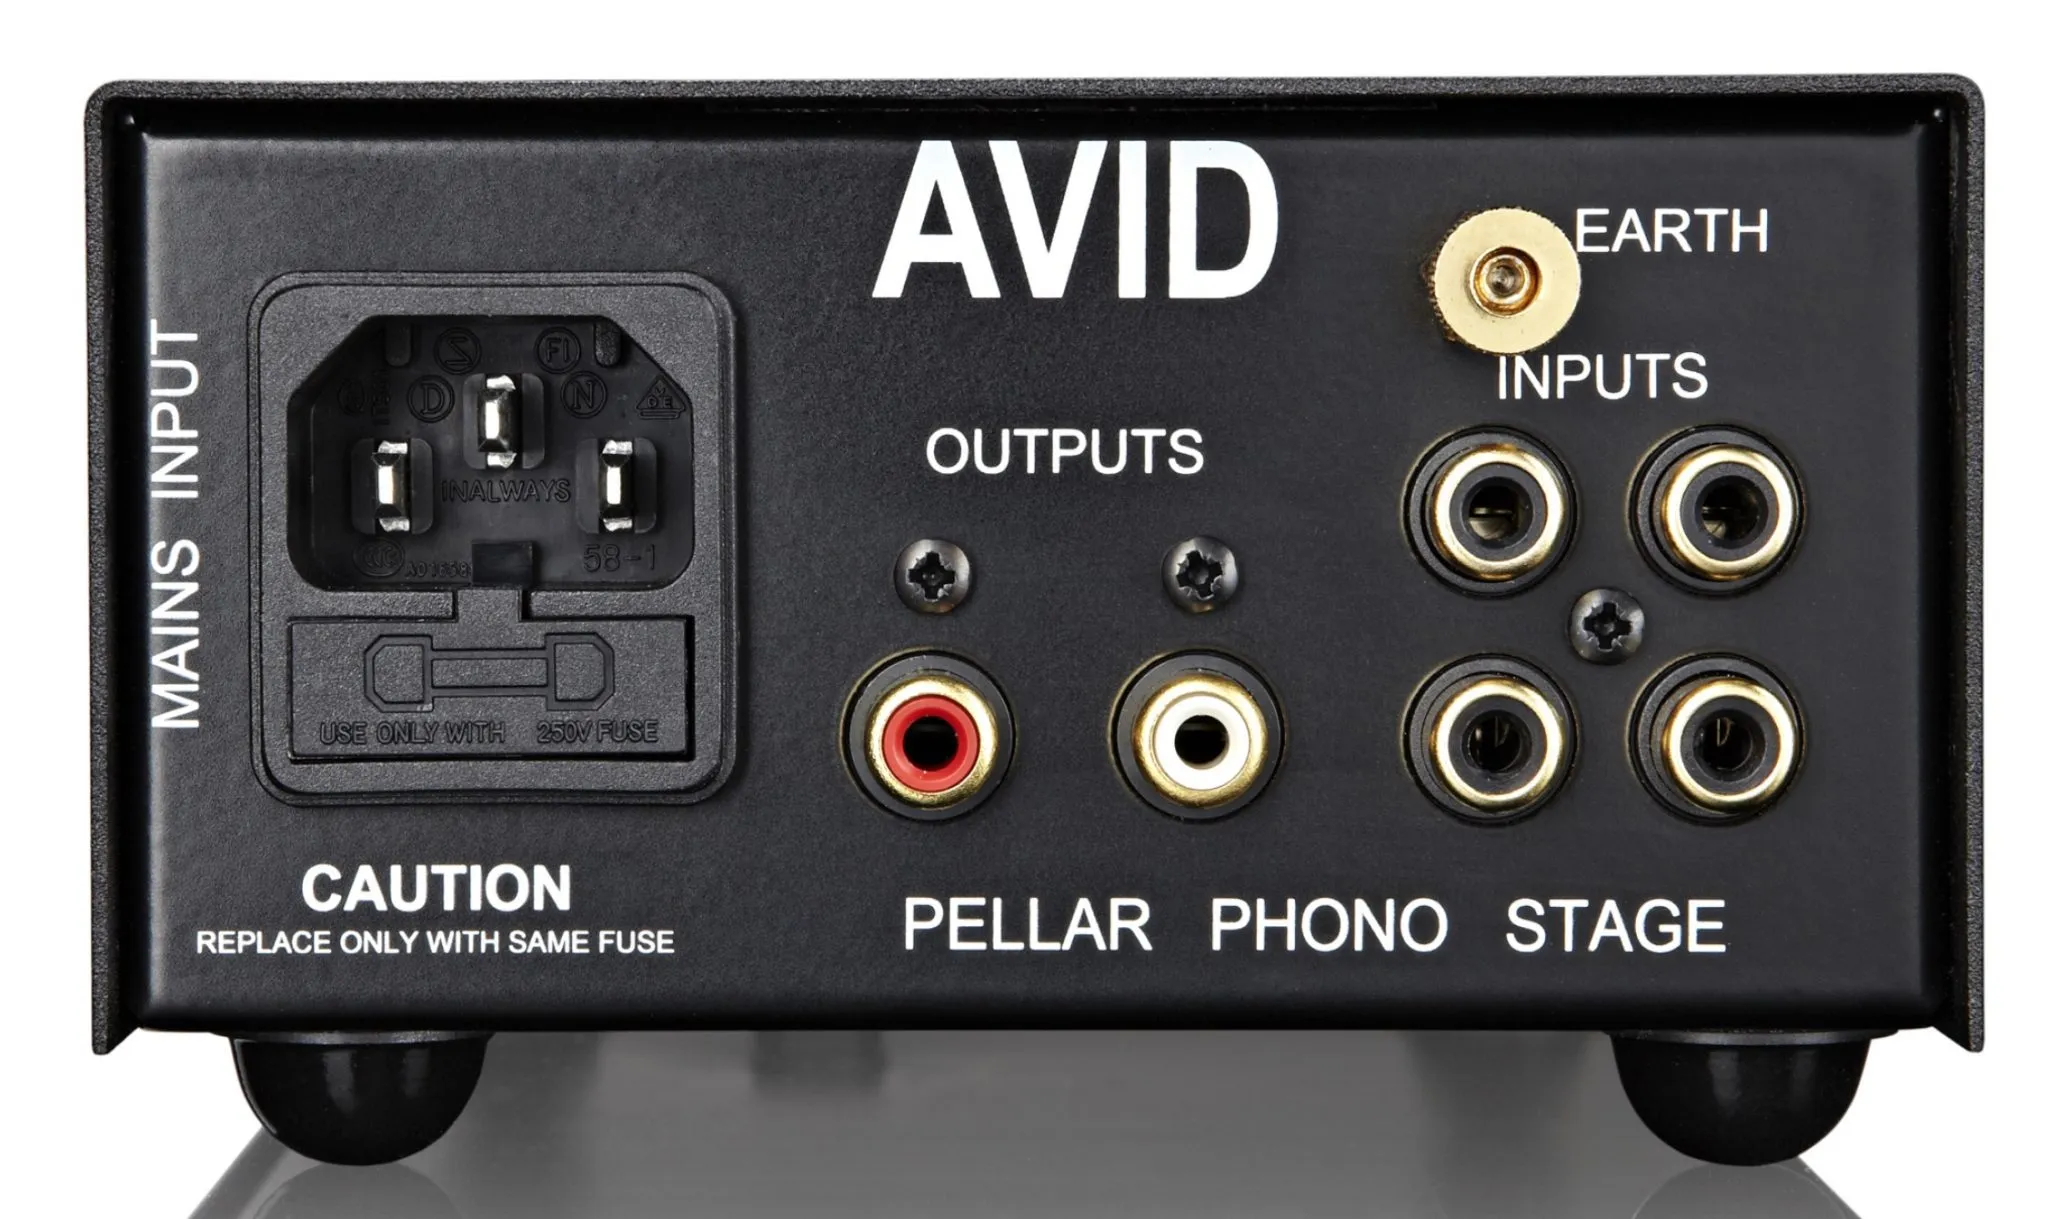 AVID
EARTH
INPUTS
OUTPUTS
MAINS INPUT
D
FI
N
INALWAYS
58-1
USE ONLY WITH 250V FUSE
CAUTION
REPLACE ONLY WITH SAME FUSE
PELLAR PHONO STAGE